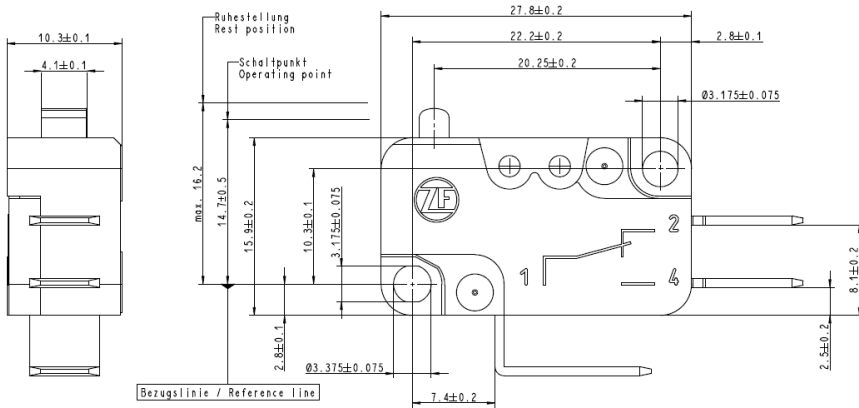 Ruhestellung
Rest position
Schaltpunkt
Operating point
27.8±0.2
22.2±0.2
2.8±0.1
20.25±0.2
Ø3.175±0.075
10.3±0.1
4.1±0.1
max. 16.2
14.7±0.5
15.9±0.2
10.3±0.1
3.175±0.075
2.8±0.1
ZF
1
2
4
8.1±0.2
2.5±0.2
Ø3.375±0.075
7.4±0.2
Bezugslinie / Reference line